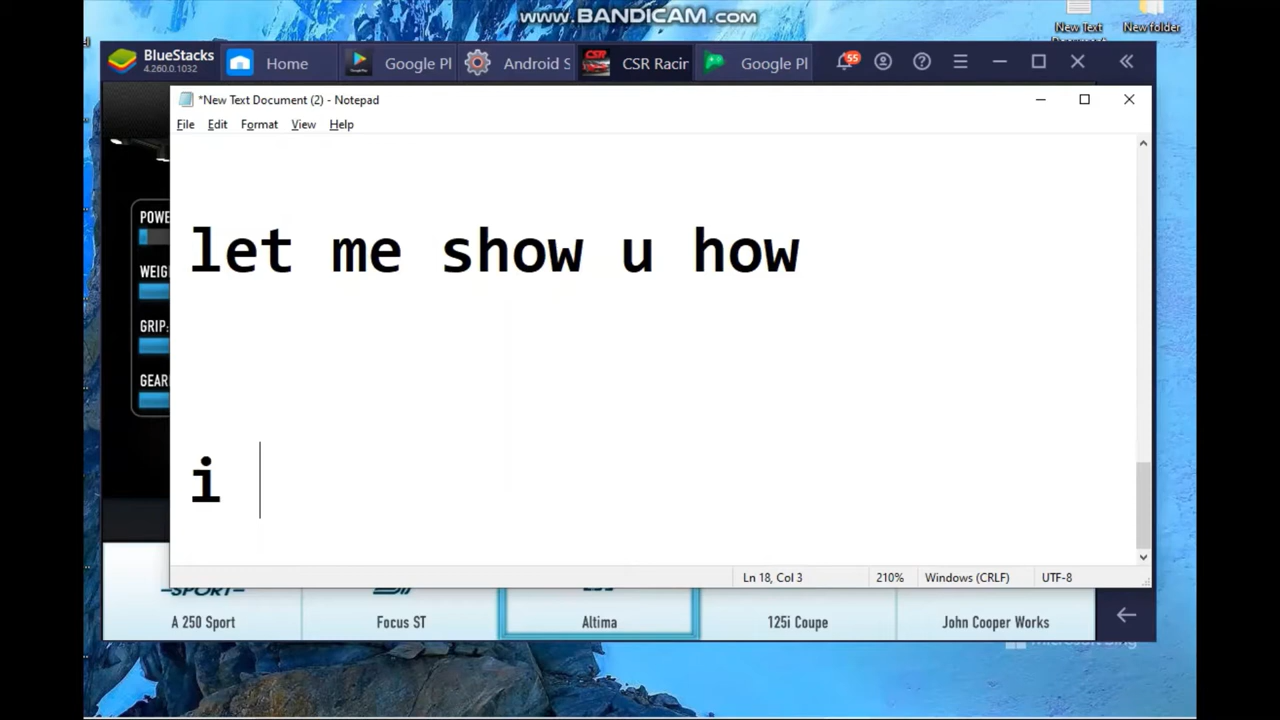 www.BANDICAM.com
New Text
New folder
BlueStacks
4.260.0.1032
Home
Google Pl
Android S
CSR
CSR Racin
Google Pl
55
*New Text Document (2) - Notepad
File Edit Format View Help
POWE
WEIG
GRIP:
GEAR
let me show u how
i
Ln 18, Col 3
210%
Windows (CRLF)
UTF-8
A 250 Sport
Focus ST
Altima
125i Coupe
John Cooper Works